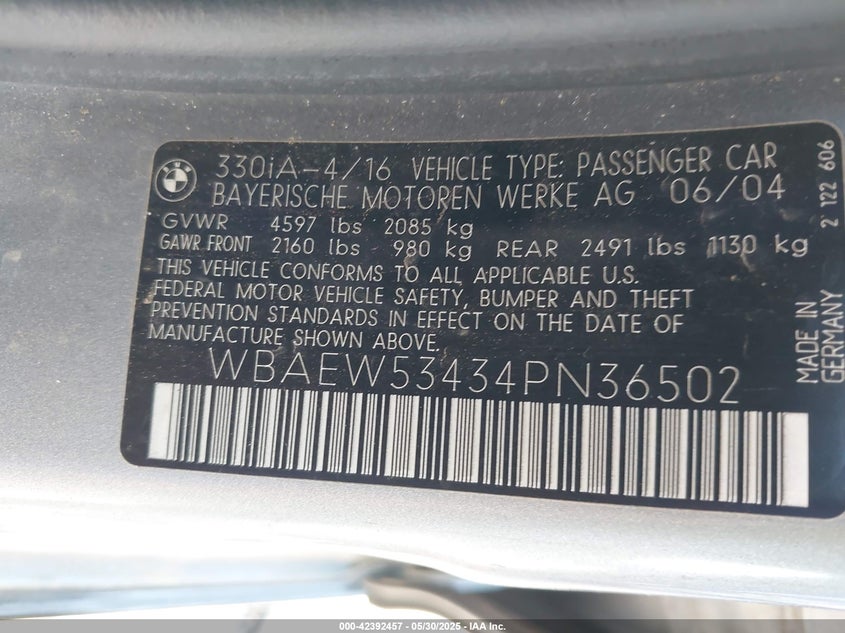 330iA-4/16 VEHICLE TYPE: PASSENGER CAR
BAYERISCHE MOTOREN WERKE AG 06/04
GVWR 4597 lbs 2085 kg
GAWR FRONT 2160 lbs 980 kg REAR 2491 lbs 1130 kg
THIS VEHICLE CONFORMS TO ALL APPLICABLE U.S.
FEDERAL MOTOR VEHICLE SAFETY, BUMPER AND THEFT
PREVENTION STANDARDS IN EFFECT ON THE DATE OF
MANUFACTURE SHOWN ABOVE.
WBAEW53434PN36502
MADE IN
GERMANY
2 122 606
000-42392457 - 05/30/2025 - IAAI.COM